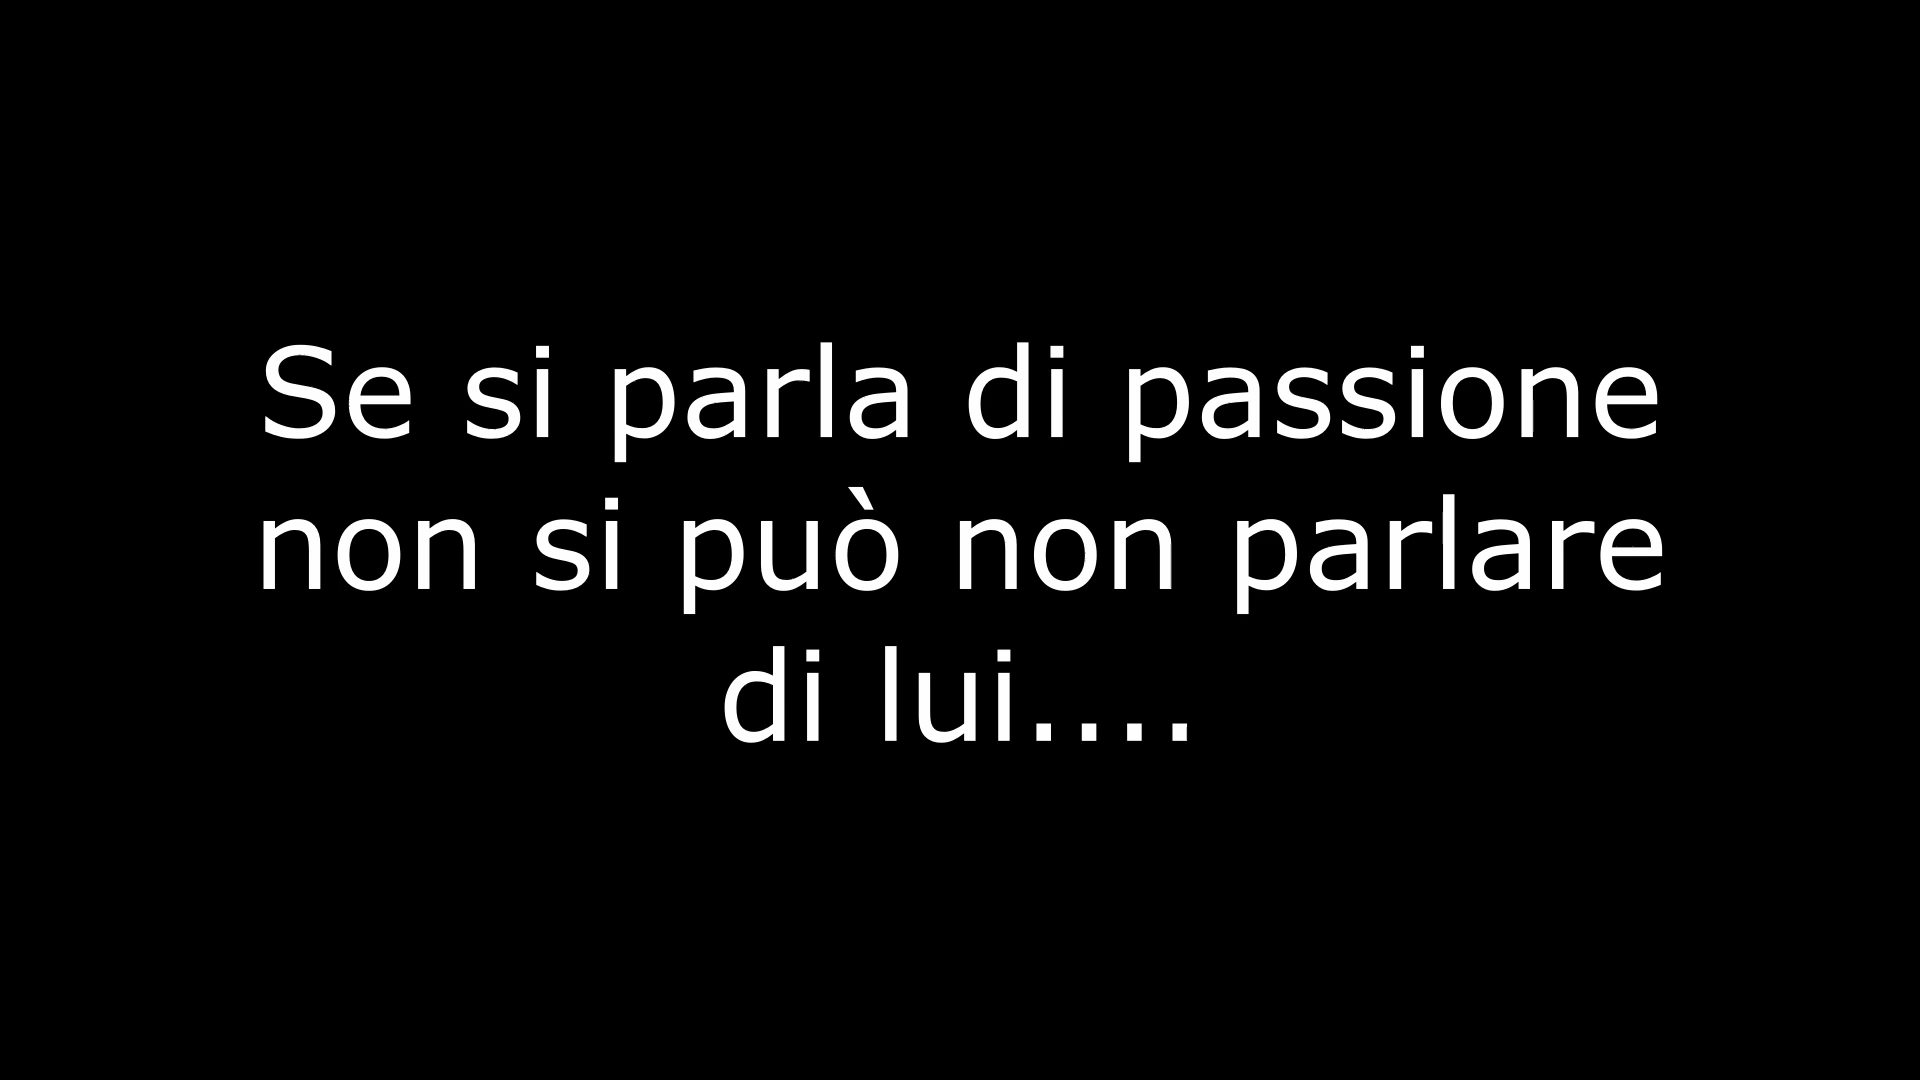 Se si parla di passione
non si può non parlare
di lui....